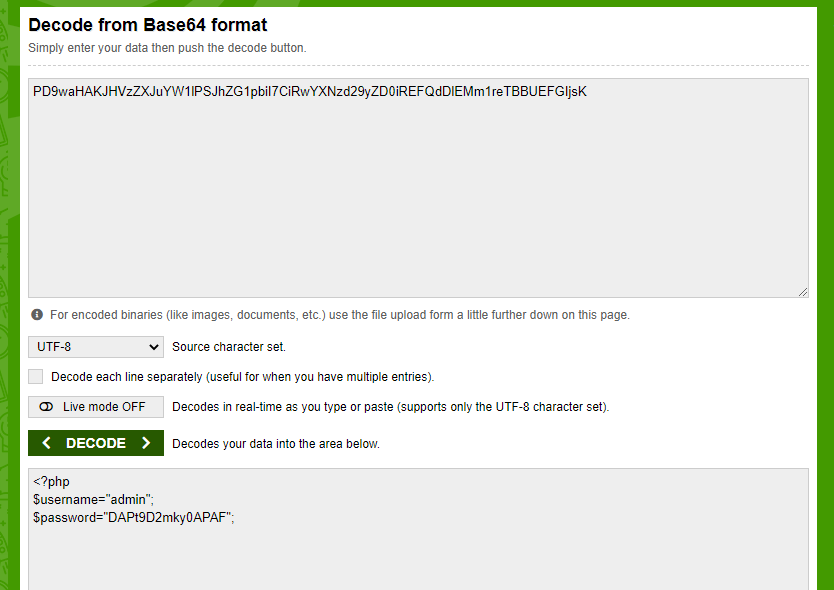 Decode from Base64 format
Simply enter your data then push the decode button.
PD9waHAKJHVzZXJuYW1lPSJhZG1pbiI7CiRwYXNzd29yZD0iREFQdDlEMm1reTBBUEFGIjsK
For encoded binaries (like images, documents, etc.) use the file upload form a little further down on this page.
UTF-8 Source character set.
Decode each line separately (useful for when you have multiple entries).
Live mode OFF Decodes in real-time as you type or paste (supports only the UTF-8 character set).
< DECODE > Decodes your data into the area below.
<?php
$username="admin";
$password="DAPt9D2mky0APAF";